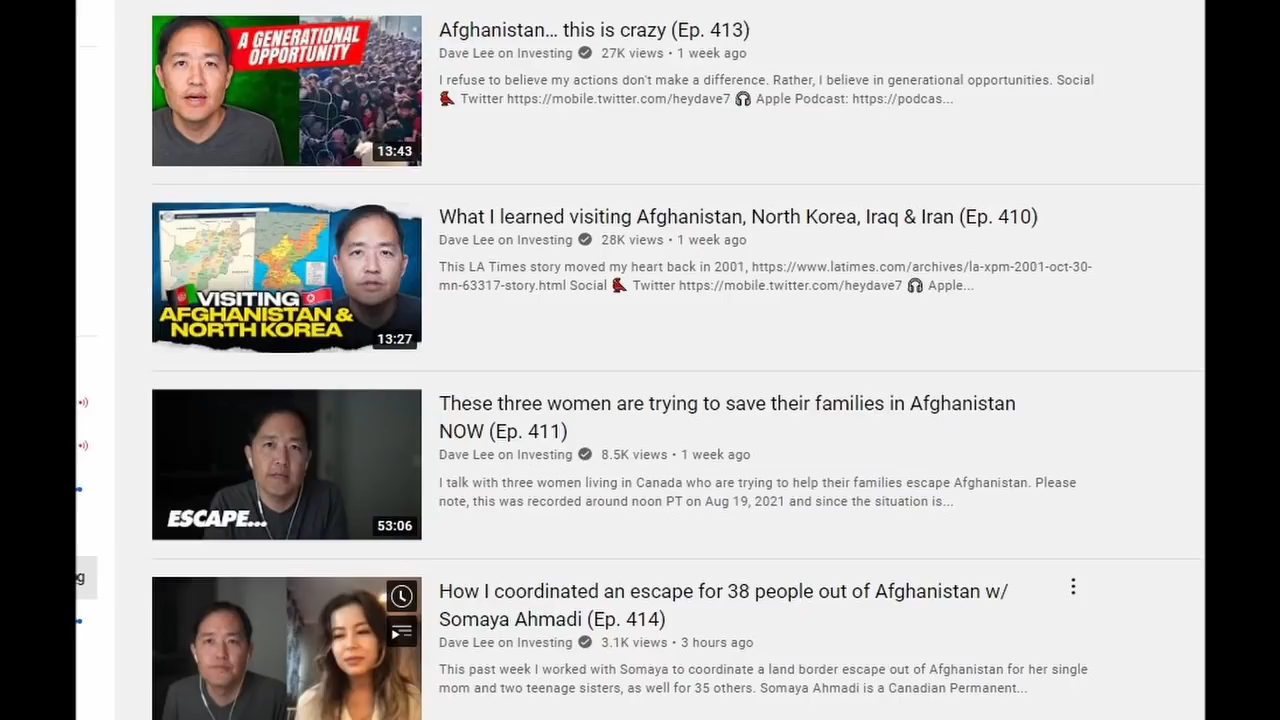 A GENERATIONAL
OPPORTUNITY
13:43
Afghanistan... this is crazy (Ep. 413)
Dave Lee on Investing 27K views • 1 week ago
I refuse to believe my actions don't make a difference. Rather, I believe in generational opportunities. Social
Twitter https://mobile.twitter.com/heydave7 Apple Podcast: https://podcas...
VISITING
AFGHANISTAN &
NORTH KOREA
13:27
What I learned visiting Afghanistan, North Korea, Iraq & Iran (Ep. 410)
Dave Lee on Investing 28K views • 1 week ago
This LA Times story moved my heart back in 2001, https://www.latimes.com/archives/la-xpm-2001-oct-30-
mn-63317-story.html Social Twitter https://mobile.twitter.com/heydave7 Apple...
ESCAPE...
53:06
These three women are trying to save their families in Afghanistan
NOW (Ep. 411)
Dave Lee on Investing 8.5K views • 1 week ago
I talk with three women living in Canada who are trying to help their families escape Afghanistan. Please
note, this was recorded around noon PT on Aug 19, 2021 and since the situation is...
g
How I coordinated an escape for 38 people out of Afghanistan w/
Somaya Ahmadi (Ep. 414)
Dave Lee on Investing 3.1K views • 3 hours ago
This past week I worked with Somaya to coordinate a land border escape out of Afghanistan for her single
mom and two teenage sisters, as well for 35 others. Somaya Ahmadi is a Canadian Permanent...